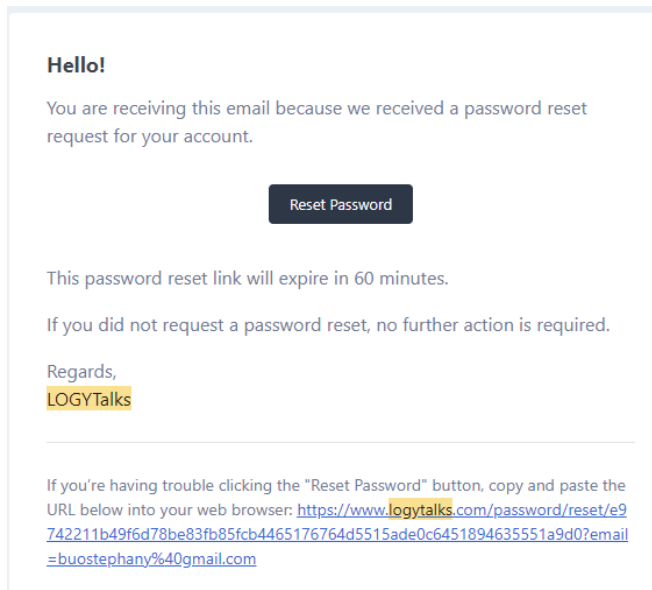 Hello!
You are receiving this email because we received a password reset
request for your account.
Reset Password
This password reset link will expire in 60 minutes.
If you did not request a password reset, no further action is required.
Regards,
LOGYTalks
If you're having trouble clicking the "Reset Password" button, copy and paste the
URL below into your web browser: https://www.logytalks.com/password/reset/e9
742211b49f6d78be83fb85fcb4465176764d5515ade0c6451894635551a9d0?email
=buostephany%40gmail.com